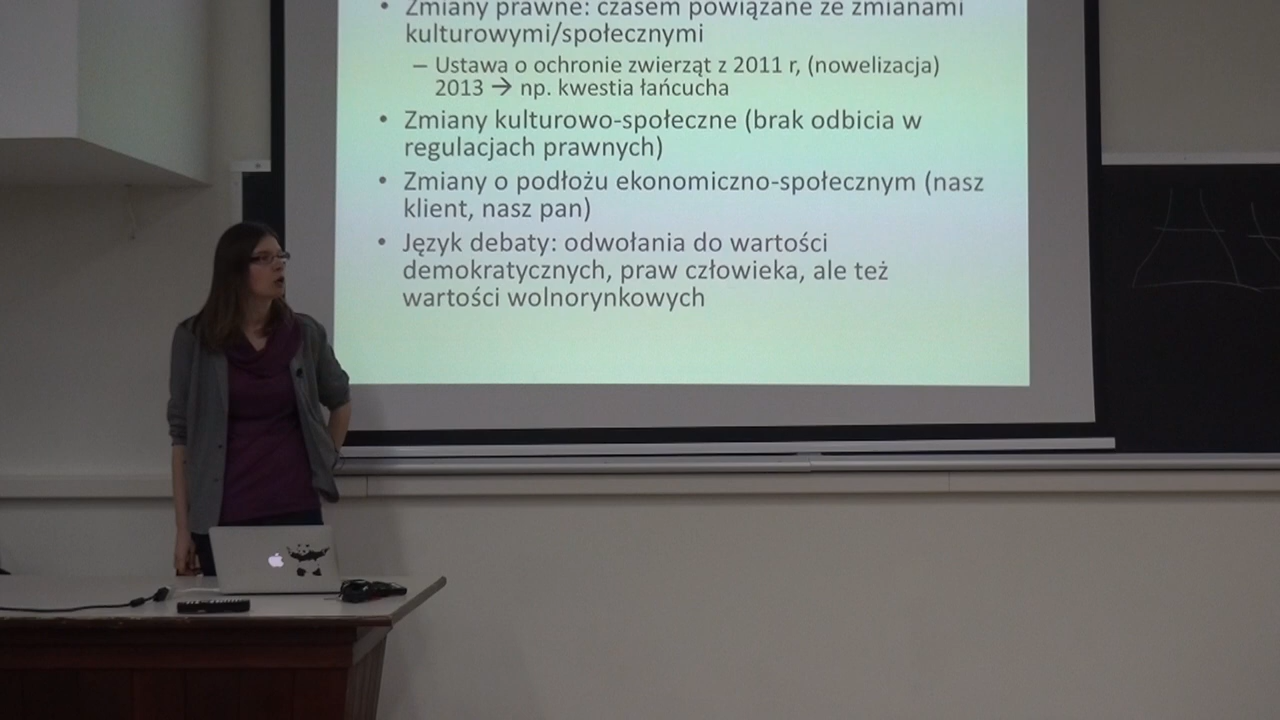 • Zmiany prawne: czasem powiązane ze zmianami
kulturowymi/społecznymi
– Ustawa o ochronie zwierząt z 2011 r, (nowelizacja)
2013 → np. kwestia łańcucha
• Zmiany kulturowo-społeczne (brak odbicia w
regulacjach prawnych)
• Zmiany o podłożu ekonomiczno-społecznym (nasz
klient, nasz pan)
• Język debaty: odwołania do wartości
demokratycznych, praw człowieka, ale też
wartości wolnorynkowych